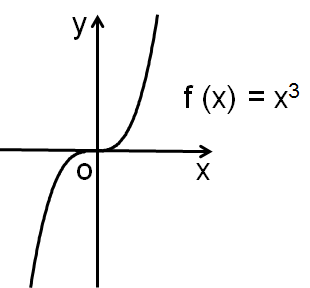 y
f (x) = x³
o
x